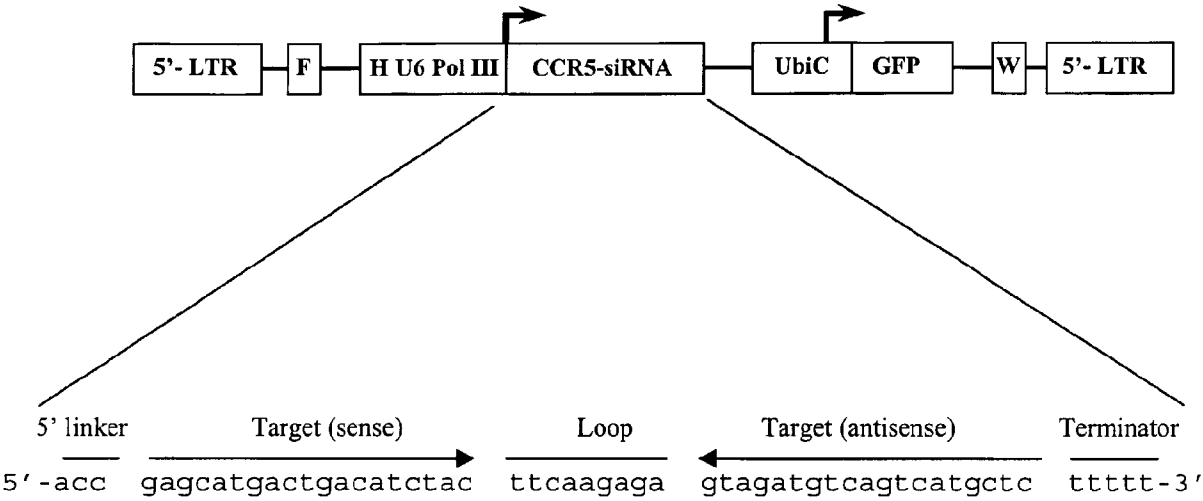 5'- LTR F H U6 Pol III CCR5-siRNA UbiC GFP W 5'- LTR
5' linker Target (sense) Loop Target (antisense) Terminator
5'-acc gagcatgactgacatctac ttcaagaga gtagatgtcagtcatgctc ttttt-3'